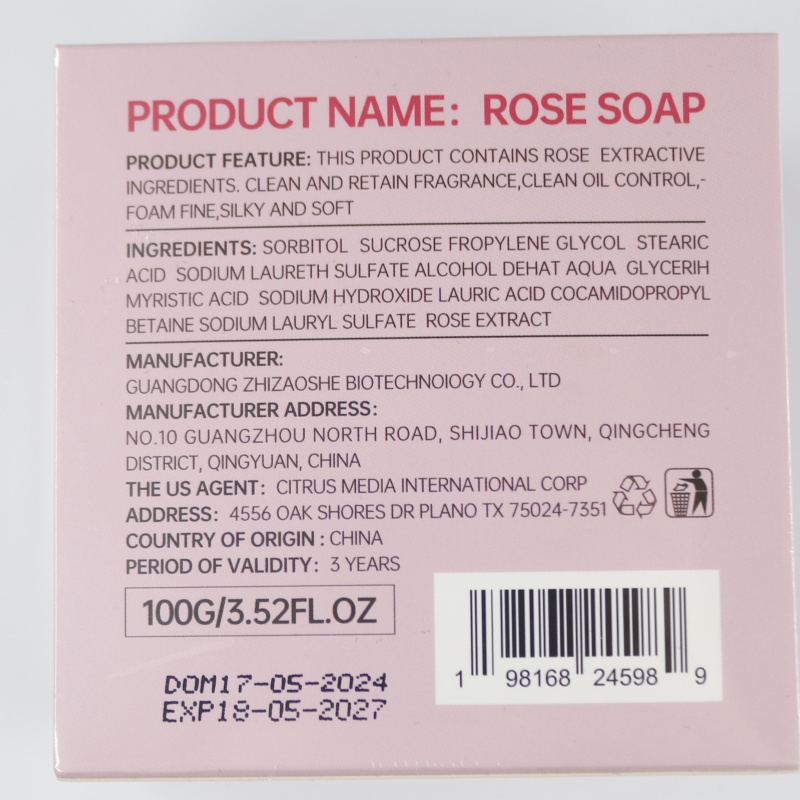 PRODUCT NAME: ROSE SOAP
PRODUCT FEATURE: THIS PRODUCT CONTAINS ROSE EXTRACTIVE
INGREDIENTS. CLEAN AND RETAIN FRAGRANCE,CLEAN OIL CONTROL,-
FOAM FINE,SILKY AND SOFT
INGREDIENTS: SORBITOL SUCROSE FROPYLENE GLYCOL STEARIC
ACID SODIUM LAURETH SULFATE ALCOHOL DEHAT AQUA GLYCERIH
MYRISTIC ACID SODIUM HYDROXIDE LAURIC ACID COCAMIDOPROPYL
BETAINE SODIUM LAURYL SULFATE ROSE EXTRACT
MANUFACTURER:
GUANGDONG ZHIZAOSHE BIOTECHNOIOGY CO., LTD
MANUFACTURER ADDRESS:
NO.10 GUANGZHOU NORTH ROAD, SHIJIAO TOWN, QINGCHENG
DISTRICT, QINGYUAN, CHINA
THE US AGENT: CITRUS MEDIA INTERNATIONAL CORP
ADDRESS: 4556 OAK SHORES DR PLANO TX 75024-7351
COUNTRY OF ORIGIN : CHINA
PERIOD OF VALIDITY: 3 YEARS
100G/3.52FL.OZ
DOM17-05-2024
EXP18-05-2027
1 98168 24598 9